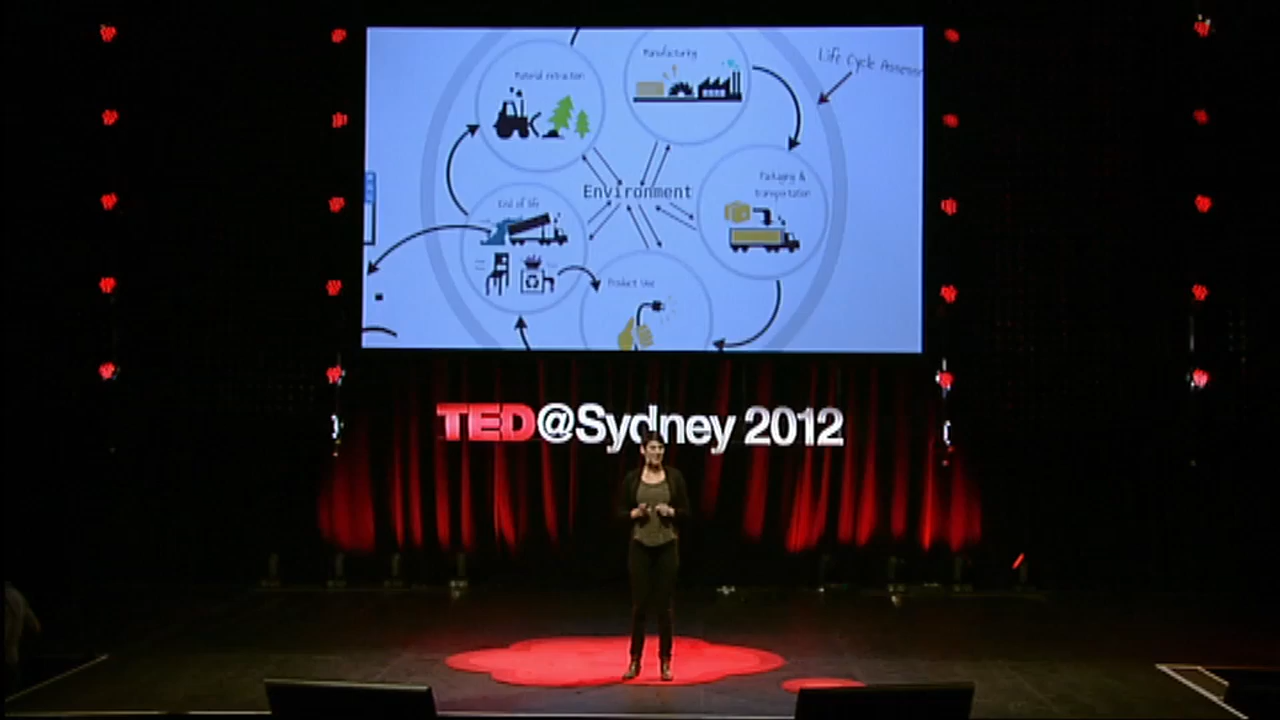 Manufacturing
Life Cycle Assess
Material extraction
Packaging &
transportation
Environment
End of life
Product Use
TED@Sydney 2012